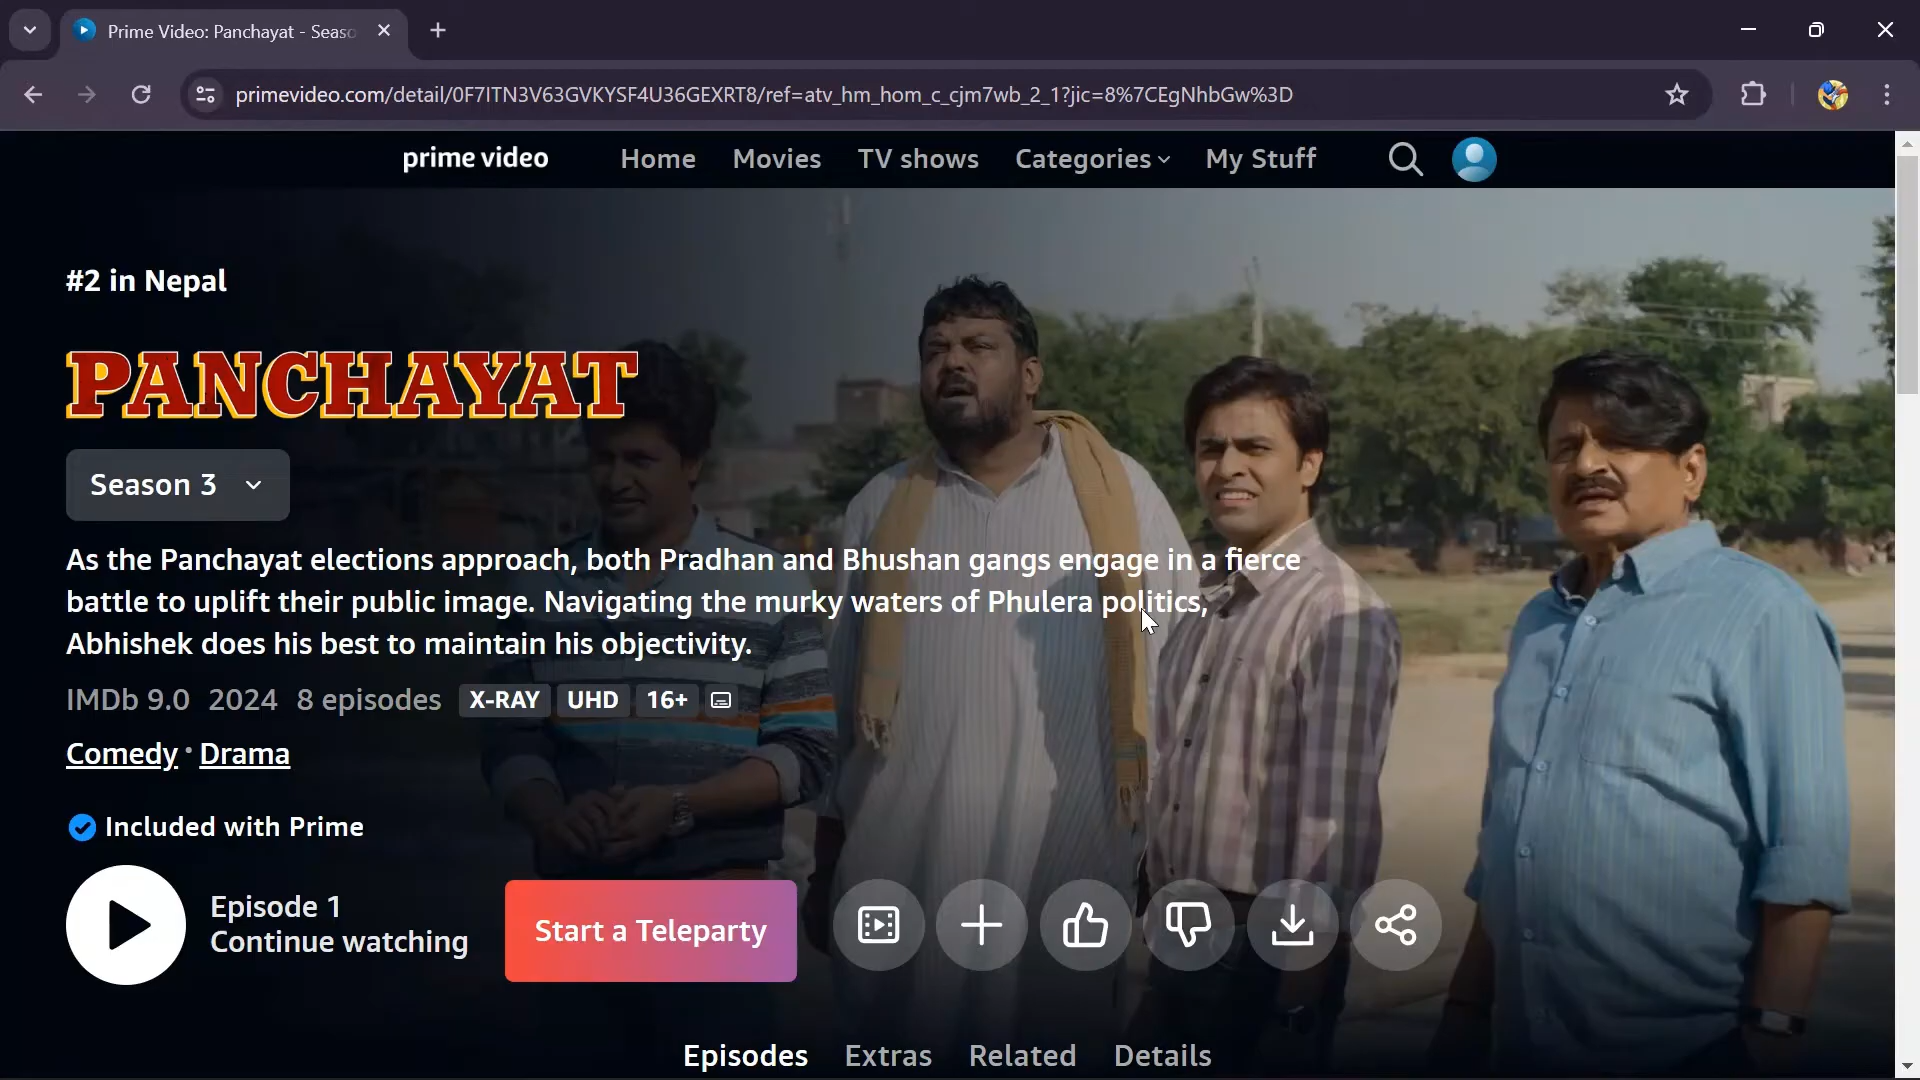 Prime Video: Panchayat - Seaso
primevideo.com/detail/0F7ITN3V63GVKYSF4U36GEXRT8/ref=atv_hm_hom_c_cjm7wb_2_1?jic=8%7CEgNhbGw%3D
prime video Home Movies TV shows Categories My Stuff
#2 in Nepal
PANCHAYAT
Season 3
As the Panchayat elections approach, both Pradhan and Bhushan gangs engage in a fierce
battle to uplift their public image. Navigating the murky waters of Phulera politics,
Abhishek does his best to maintain his objectivity.
IMDb 9.0 2024 8 episodes X-RAY UHD 16+
Comedy · Drama
Included with Prime
Episode 1
Continue watching
Start a Teleparty
Episodes Extras Related Details